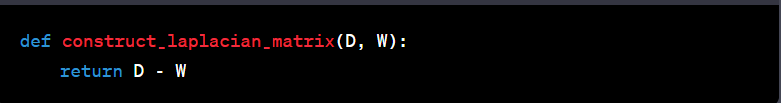 def construct_laplacian_matrix(D, W):
    return D - W